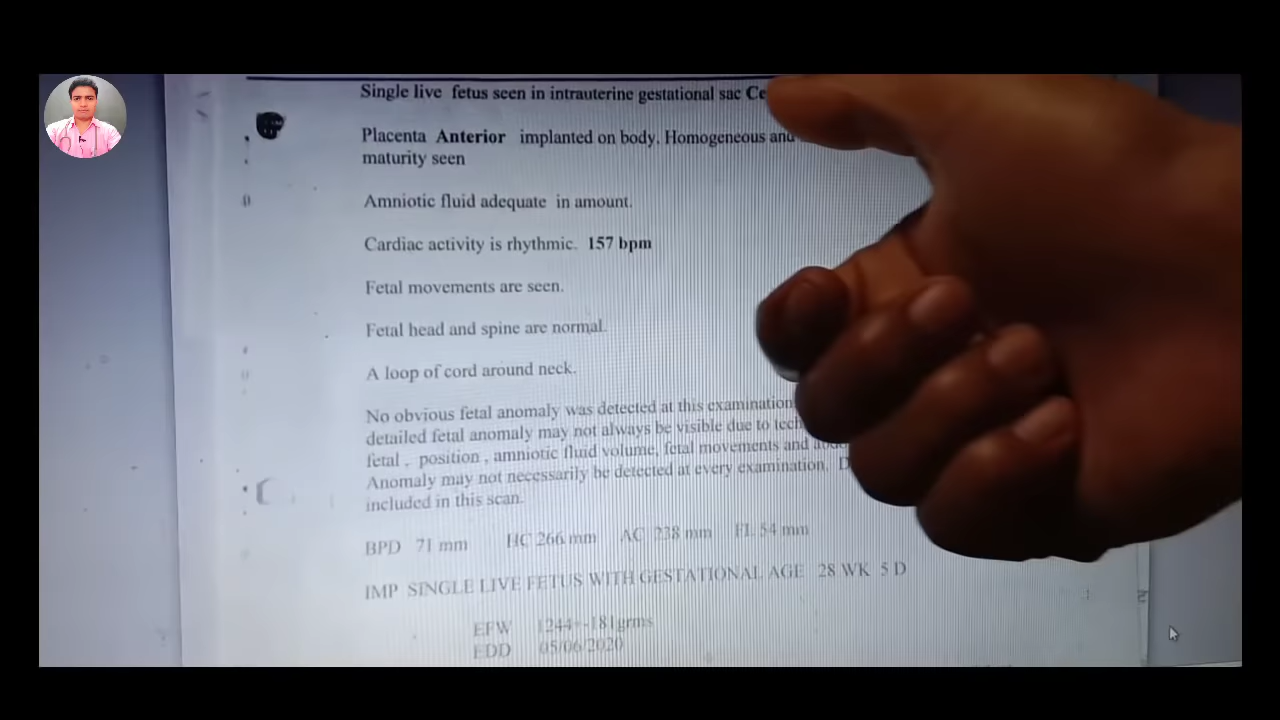 Single live fetus seen in intrauterine gestational sac
Placenta Anterior implanted on body. Homogeneous and
maturity seen
Amniotic fluid adequate in amount.
Cardiac activity is rhythmic. 157 bpm
Fetal movements are seen.
Fetal head and spine are normal.
A loop of cord around neck.
No obvious fetal anomaly was detected at this examination
detailed fetal anomaly may not always be visible due to
fetal , position , amniotic fluid volume, fetal movements and
Anomaly may not necessarily be detected at every examination.
included in this scan.
BPD 71 mm HC 266 mm AC 238 mm FL 54 mm
IMP SINGLE LIVE FETUS WITH GESTATIONAL AGE 28 WK 5 D
EFW 1244+-181grms
EDD 05/06/2020